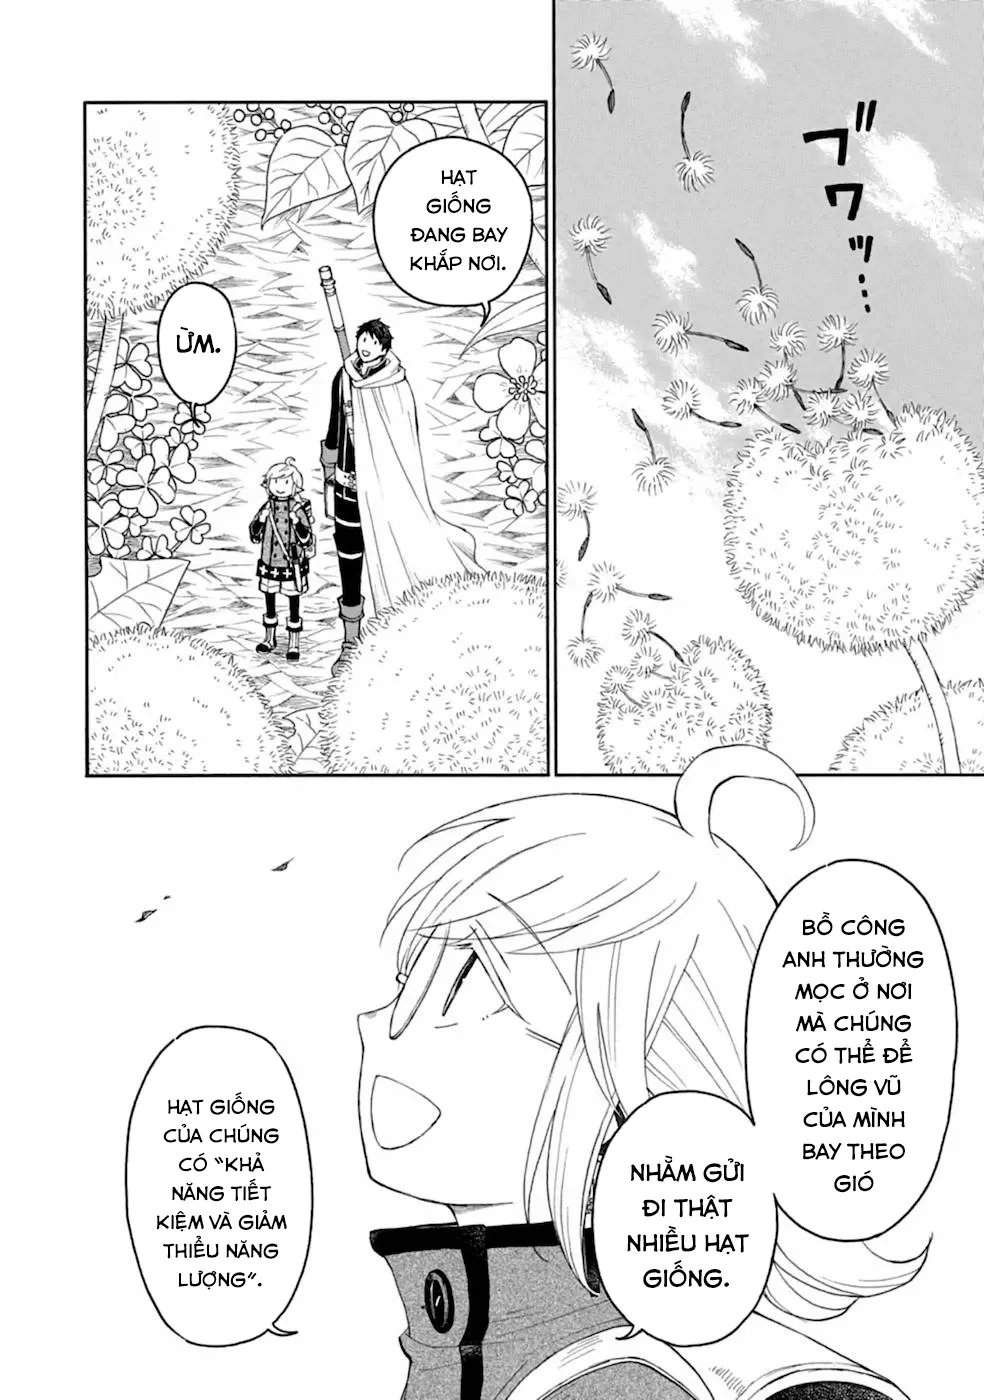 フワ…
HẠT
GIỐNG
ĐANG BAY
KHẮP NƠI.
ỪM.
BỒ CÔNG
ANH THƯỜNG
MỌC Ở NƠI
MÀ CHÚNG
CÓ THỂ ĐỂ
LÔNG VŨ
CỦA MÌNH
BAY THEO
GIÓ
NHẰM GỬI
ĐI THẬT
NHIỀU HẠT
GIỐNG.
HẠT GIỐNG
CỦA CHÚNG
CÓ "KHẢ
NĂNG TIẾT
KIỆM VÀ GIẢM
THIỂU NĂNG
LƯỢNG".